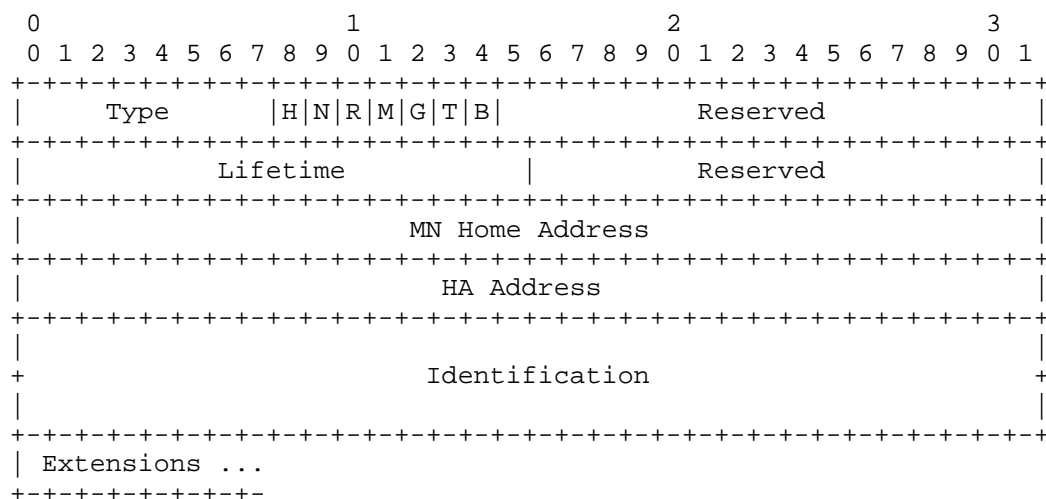 0                   1                   2                   3
 0 1 2 3 4 5 6 7 8 9 0 1 2 3 4 5 6 7 8 9 0 1 2 3 4 5 6 7 8 9 0 1
+-+-+-+-+-+-+-+-+-+-+-+-+-+-+-+-+-+-+-+-+-+-+-+-+-+-+-+-+-+-+-+-+
|     Type      |H|N|R|M|G|T|B|            Reserved             |
+-+-+-+-+-+-+-+-+-+-+-+-+-+-+-+-+-+-+-+-+-+-+-+-+-+-+-+-+-+-+-+-+
|            Lifetime           |          Reserved             |
+-+-+-+-+-+-+-+-+-+-+-+-+-+-+-+-+-+-+-+-+-+-+-+-+-+-+-+-+-+-+-+-+
|                        MN Home Address                        |
+-+-+-+-+-+-+-+-+-+-+-+-+-+-+-+-+-+-+-+-+-+-+-+-+-+-+-+-+-+-+-+-+
|                          HA Address                           |
+-+-+-+-+-+-+-+-+-+-+-+-+-+-+-+-+-+-+-+-+-+-+-+-+-+-+-+-+-+-+-+-+
|                                                               |
+                         Identification                        +
|                                                               |
+-+-+-+-+-+-+-+-+-+-+-+-+-+-+-+-+-+-+-+-+-+-+-+-+-+-+-+-+-+-+-+-+
| Extensions ...
+-+-+-+-+-+-+-+-